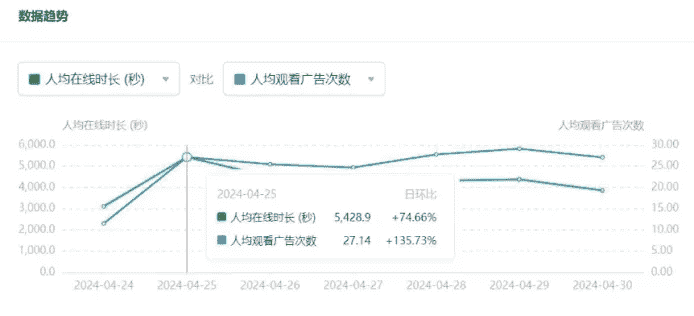 数据趋势
人均在线时长 (秒) 对比 人均观看广告次数
人均在线时长 (秒) 人均观看广告次数
6,000.0 30.00
5,000.0 25.00
4,000.0 20.00
3,000.0 15.00
2,000.0 10.00
1,000.0 5.00
0.0 0.00
2024-04-25 日环比
人均在线时长 (秒) 5,428.9 +74.66%
人均观看广告次数 27.14 +135.73%
2024-04-24 2024-04-25 2024-04-26 2024-04-27 2024-04-28 2024-04-29 2024-04-30